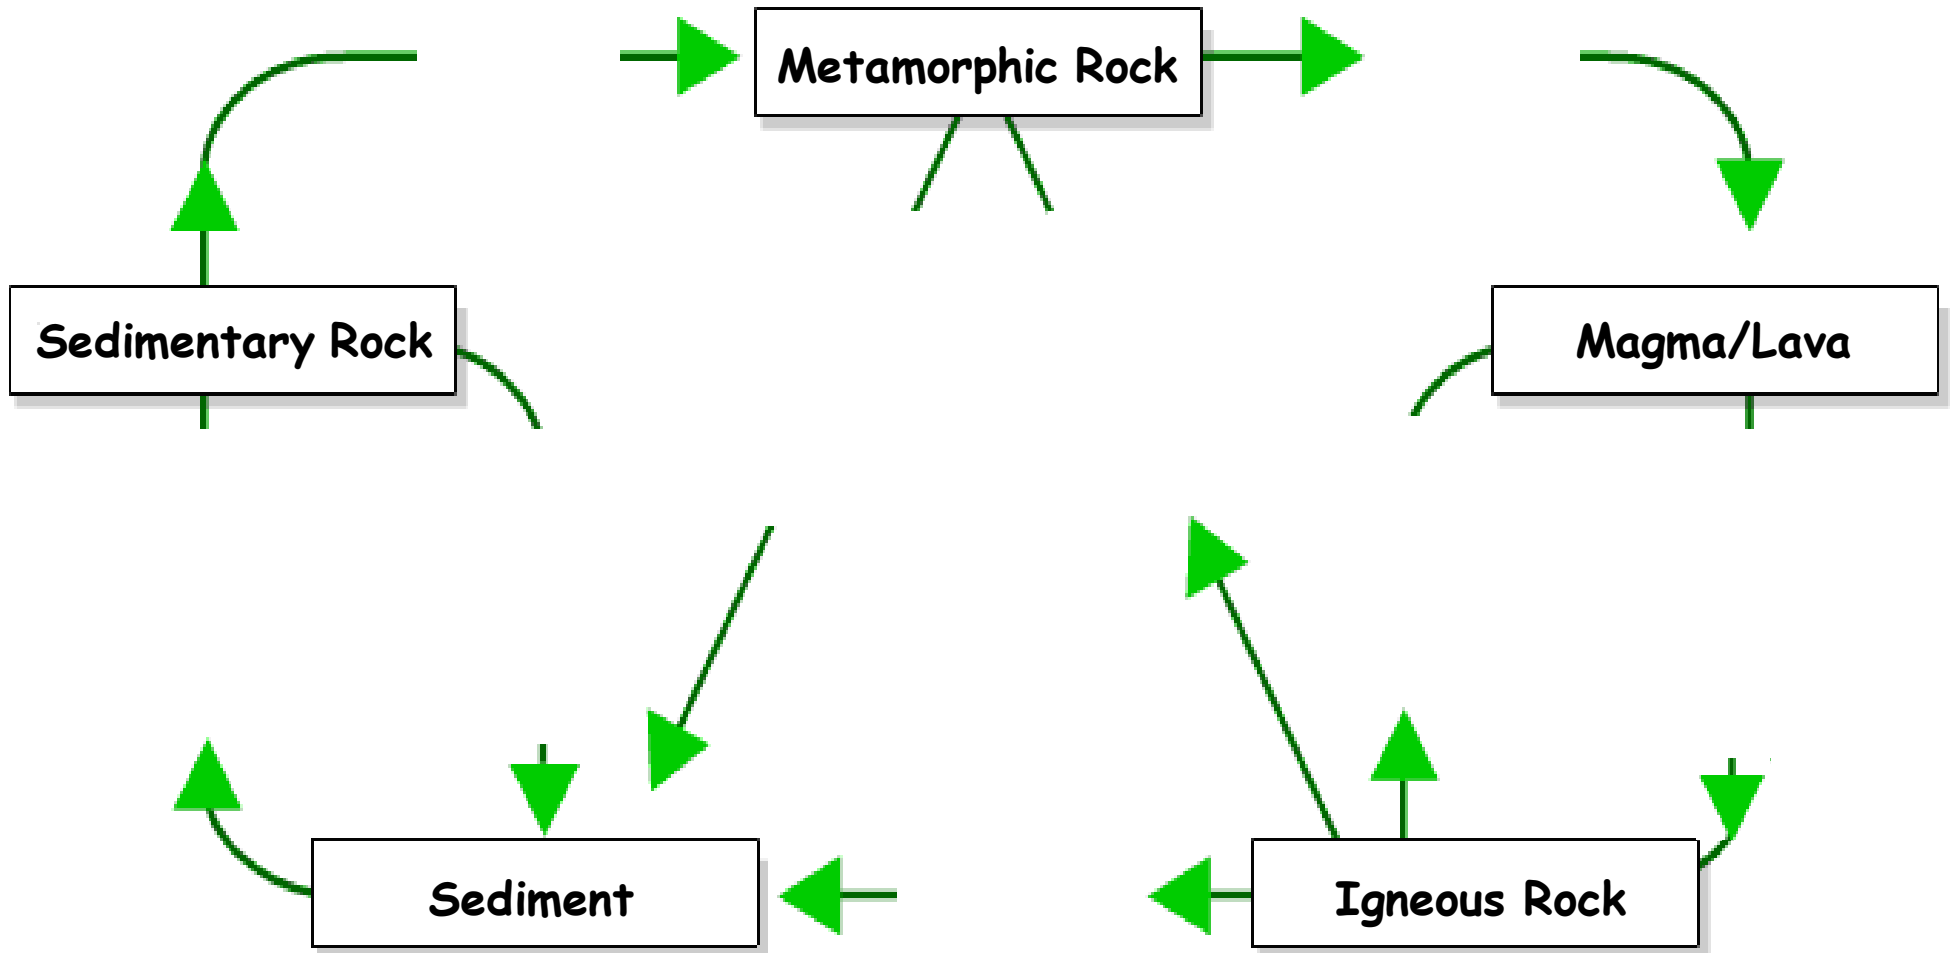 Metamorphic Rock
Sedimentary Rock
Magma/Lava
Sediment
Igneous Rock